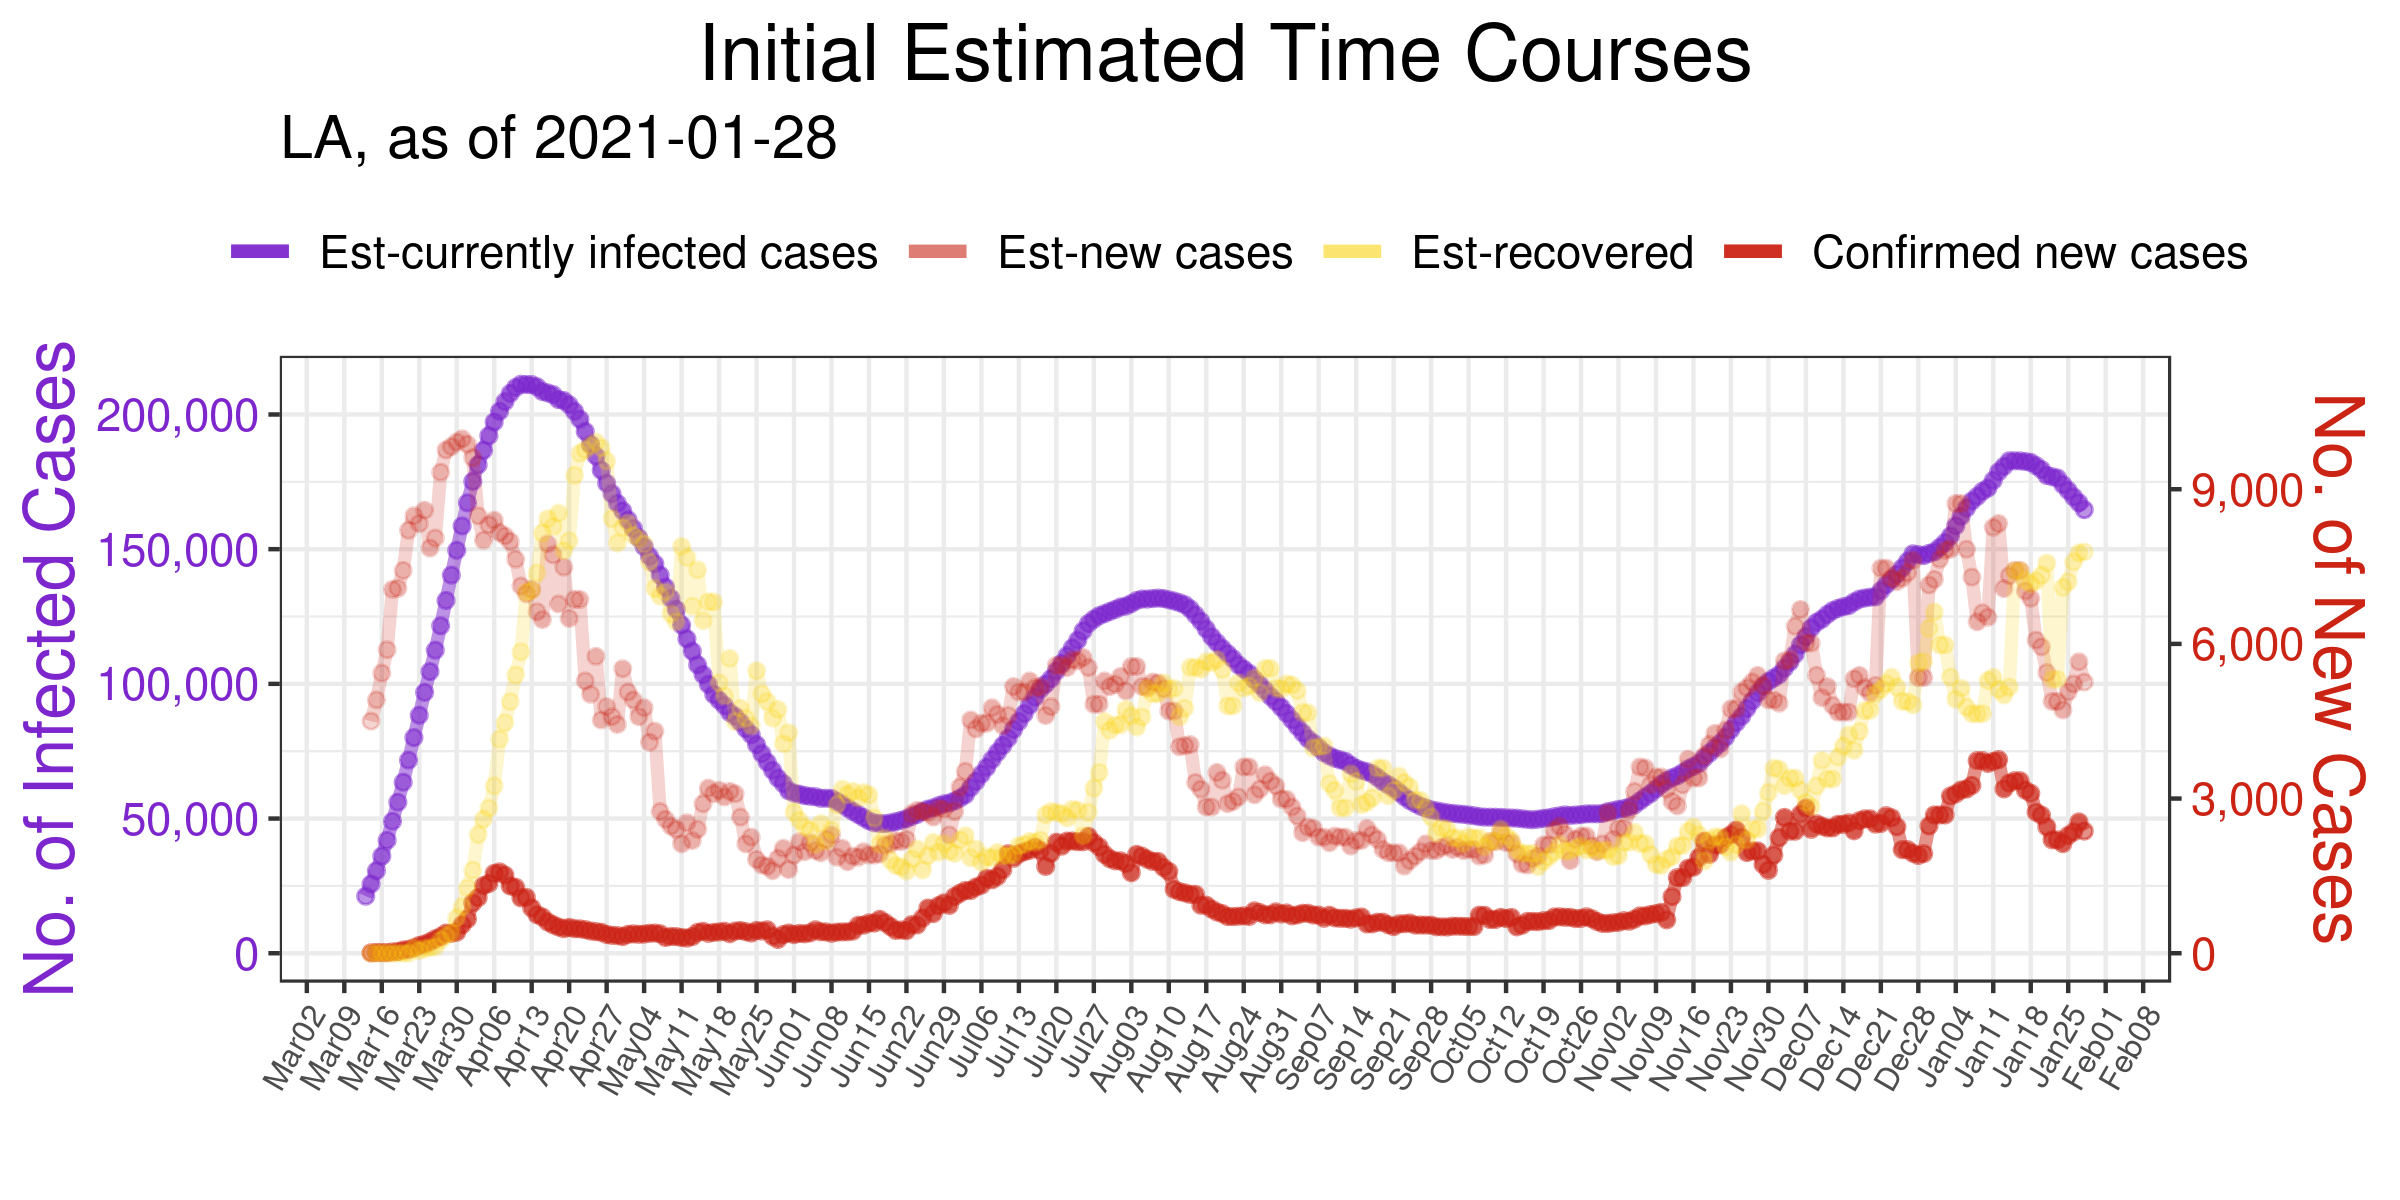 Initial Estimated Time Courses
LA, as of 2021-01-28
Est-currently infected cases Est-new cases Est-recovered Confirmed new cases
No. of Infected Cases
200,000
150,000
100,000
50,000
0
No. of New Cases
9,000
6,000
3,000
0
Mar02 Mar09 Mar16 Mar23 Mar30 Apr06 Apr13 Apr20 Apr27 May04 May11 May18 May25 Jun01 Jun08 Jun15 Jun22 Jun29 Jul06 Jul13 Jul20 Jul27 Aug03 Aug10 Aug17 Aug24 Aug31 Sep07 Sep14 Sep21 Sep28 Oct05 Oct12 Oct19 Oct26 Nov02 Nov09 Nov16 Nov23 Nov30 Dec07 Dec14 Dec21 Dec28 Jan04 Jan11 Jan18 Jan25 Feb01 Feb08